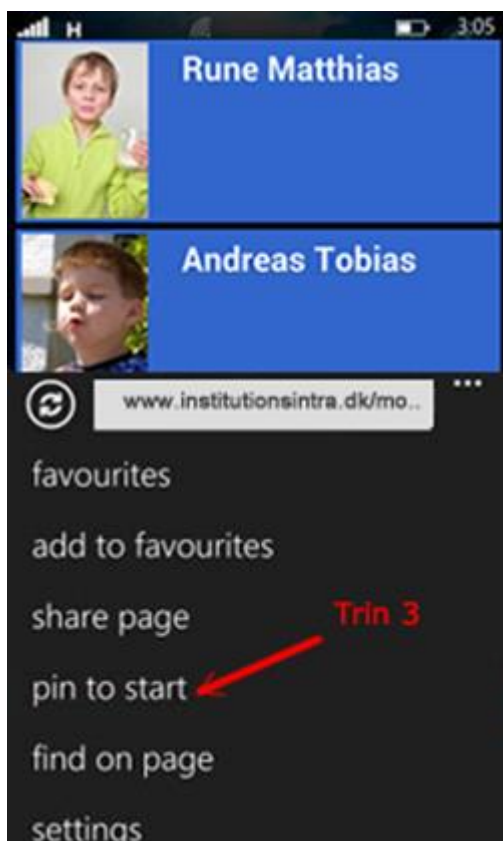 H 3:05
Rune Matthias
Andreas Tobias
www.institutionsintra.dk/mo..
favourites
add to favourites
share page
Trin 3
pin to start
find on page
settings